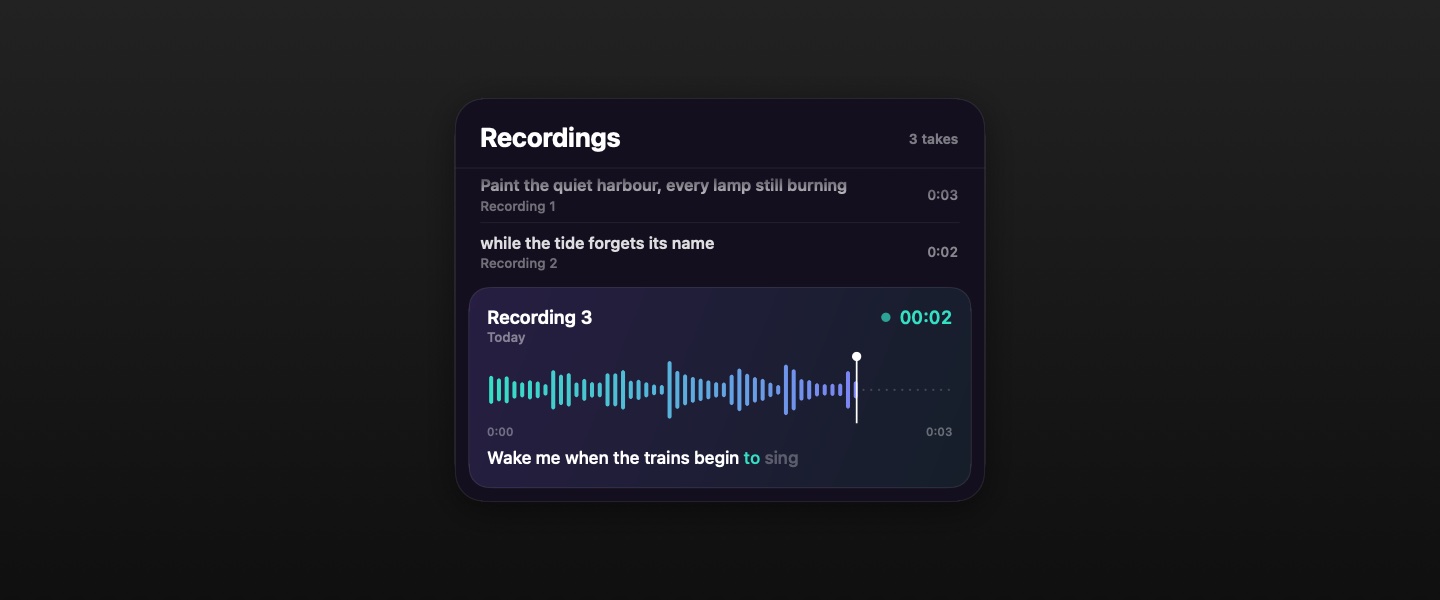 Recordings
3 takes
Paint the quiet harbour, every lamp still burning
Recording 1
0:03
while the tide forgets its name
Recording 2
0:02
Recording 3
00:02
Today
0:00
0:03
Wake me when the trains begin to sing